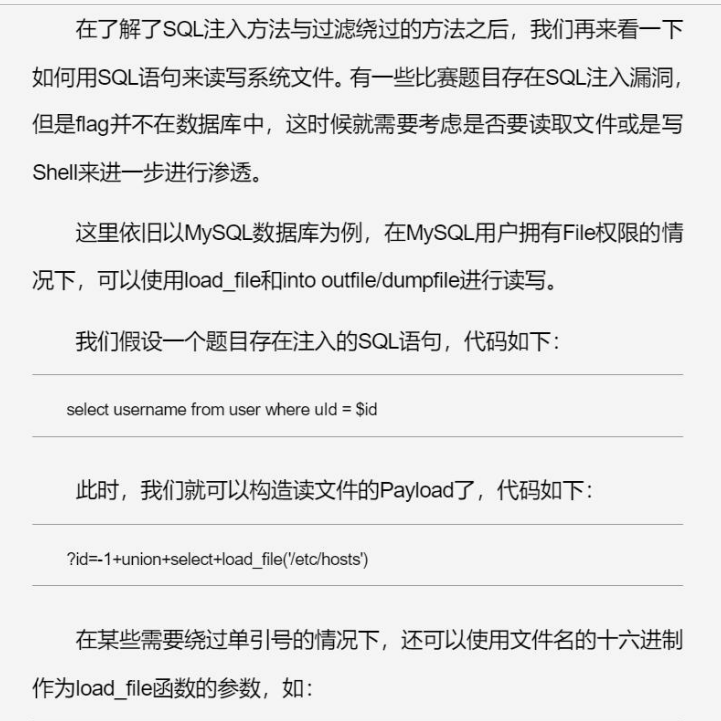 在了解了SQL注入方法与过滤绕过的方法之后，我们再来看一下
如何用SQL语句来读写系统文件。有一些比赛题目存在SQL注入漏洞，
但是flag并不在数据库中，这时候就需要考虑是否要读取文件或是写
Shell来进一步进行渗透。
这里依旧以MySQL数据库为例，在MySQL用户拥有File权限的情
况下，可以使用load_file和into outfile/dumpfile进行读写。
我们假设一个题目存在注入的SQL语句，代码如下：
select username from user where uId = $id
此时，我们就可以构造读文件的Payload了，代码如下：
?id=-1+union+select+load_file('/etc/hosts')
在某些需要绕过单引号的情况下，还可以使用文件名的十六进制
作为load_file函数的参数，如：